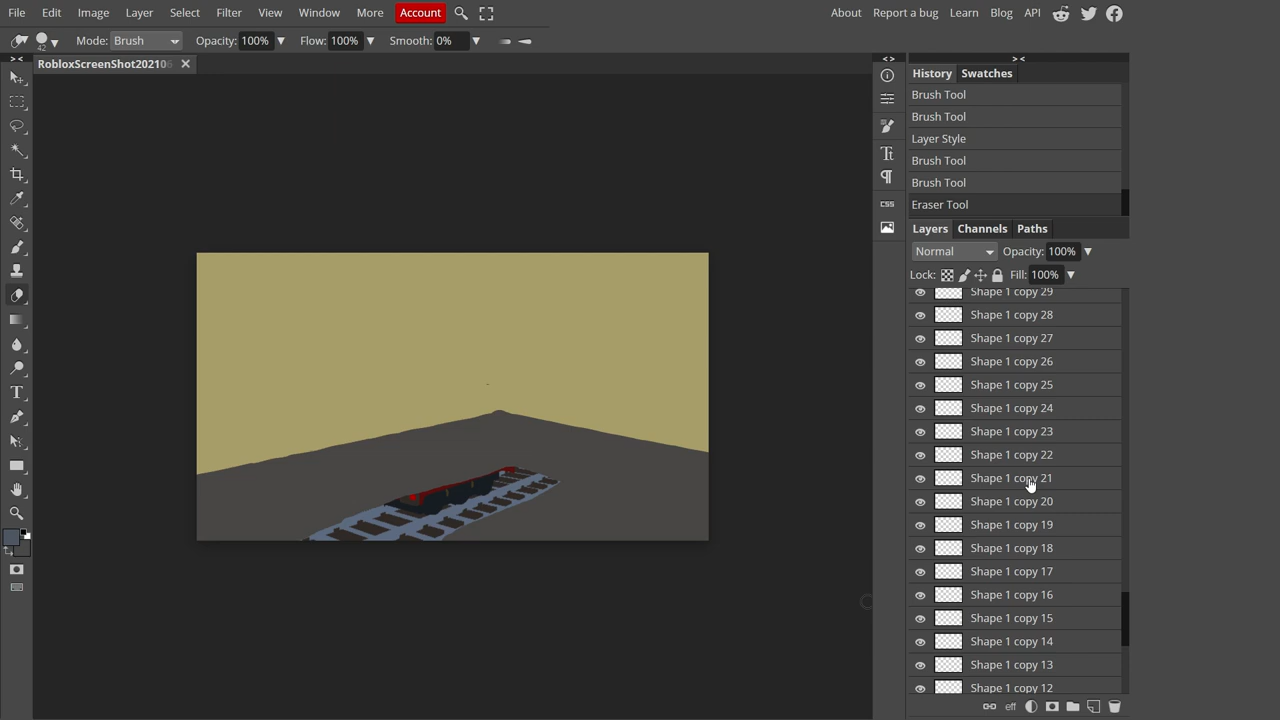 File Edit Image Layer Select Filter View Window More Account About Report a bug Learn Blog API
42 Mode: Brush Opacity: 100% Flow: 100% Smooth: 0%
RobloxScreenShot202106
History Swatches
Brush Tool
Brush Tool
Layer Style
Brush Tool
Brush Tool
Eraser Tool
Layers Channels Paths
Normal Opacity: 100%
Lock: Fill: 100%
Shape 1 copy 29
Shape 1 copy 28
Shape 1 copy 27
Shape 1 copy 26
Shape 1 copy 25
Shape 1 copy 24
Shape 1 copy 23
Shape 1 copy 22
Shape 1 copy 21
Shape 1 copy 20
Shape 1 copy 19
Shape 1 copy 18
Shape 1 copy 17
Shape 1 copy 16
Shape 1 copy 15
Shape 1 copy 14
Shape 1 copy 13
Shape 1 copy 12
CSS
eff